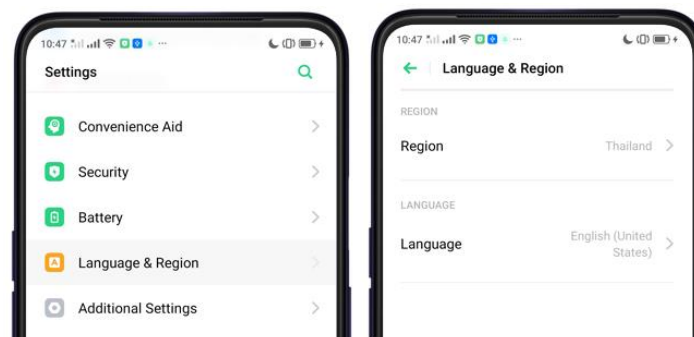 10:47
Settings
Convenience Aid
Security
Battery
Language & Region
Additional Settings
10:47
Language & Region
REGION
Region Thailand
LANGUAGE
Language English (United
States)